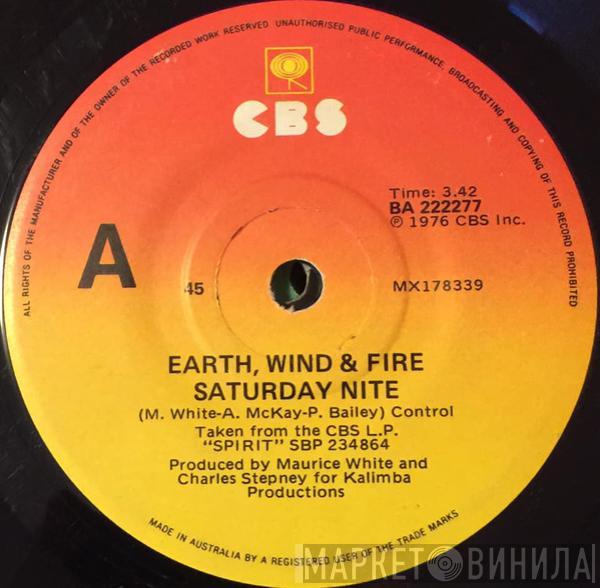 ALL RIGHTS OF THE MANUFACTURER AND OF THE OWNER OF THE RECORDED WORK RESERVED UNAUTHORISED PUBLIC PERFORMANCE, BROADCASTING AND COPYING OF THIS RECORD PROHIBITED
CBS
Time: 3.42
BA 222277
℗ 1976 CBS Inc.
A
45
MX178339
EARTH, WIND & FIRE
SATURDAY NITE
(M. White-A. McKay-P. Bailey) Control
Taken from the CBS L.P.
"SPIRIT" SBP 234864
Produced by Maurice White and
Charles Stepney for Kalimba
Productions
MADE IN AUSTRALIA BY A REGISTERED USER OF THE TRADE MARKS
МАРКЕТ ВИНИЛА